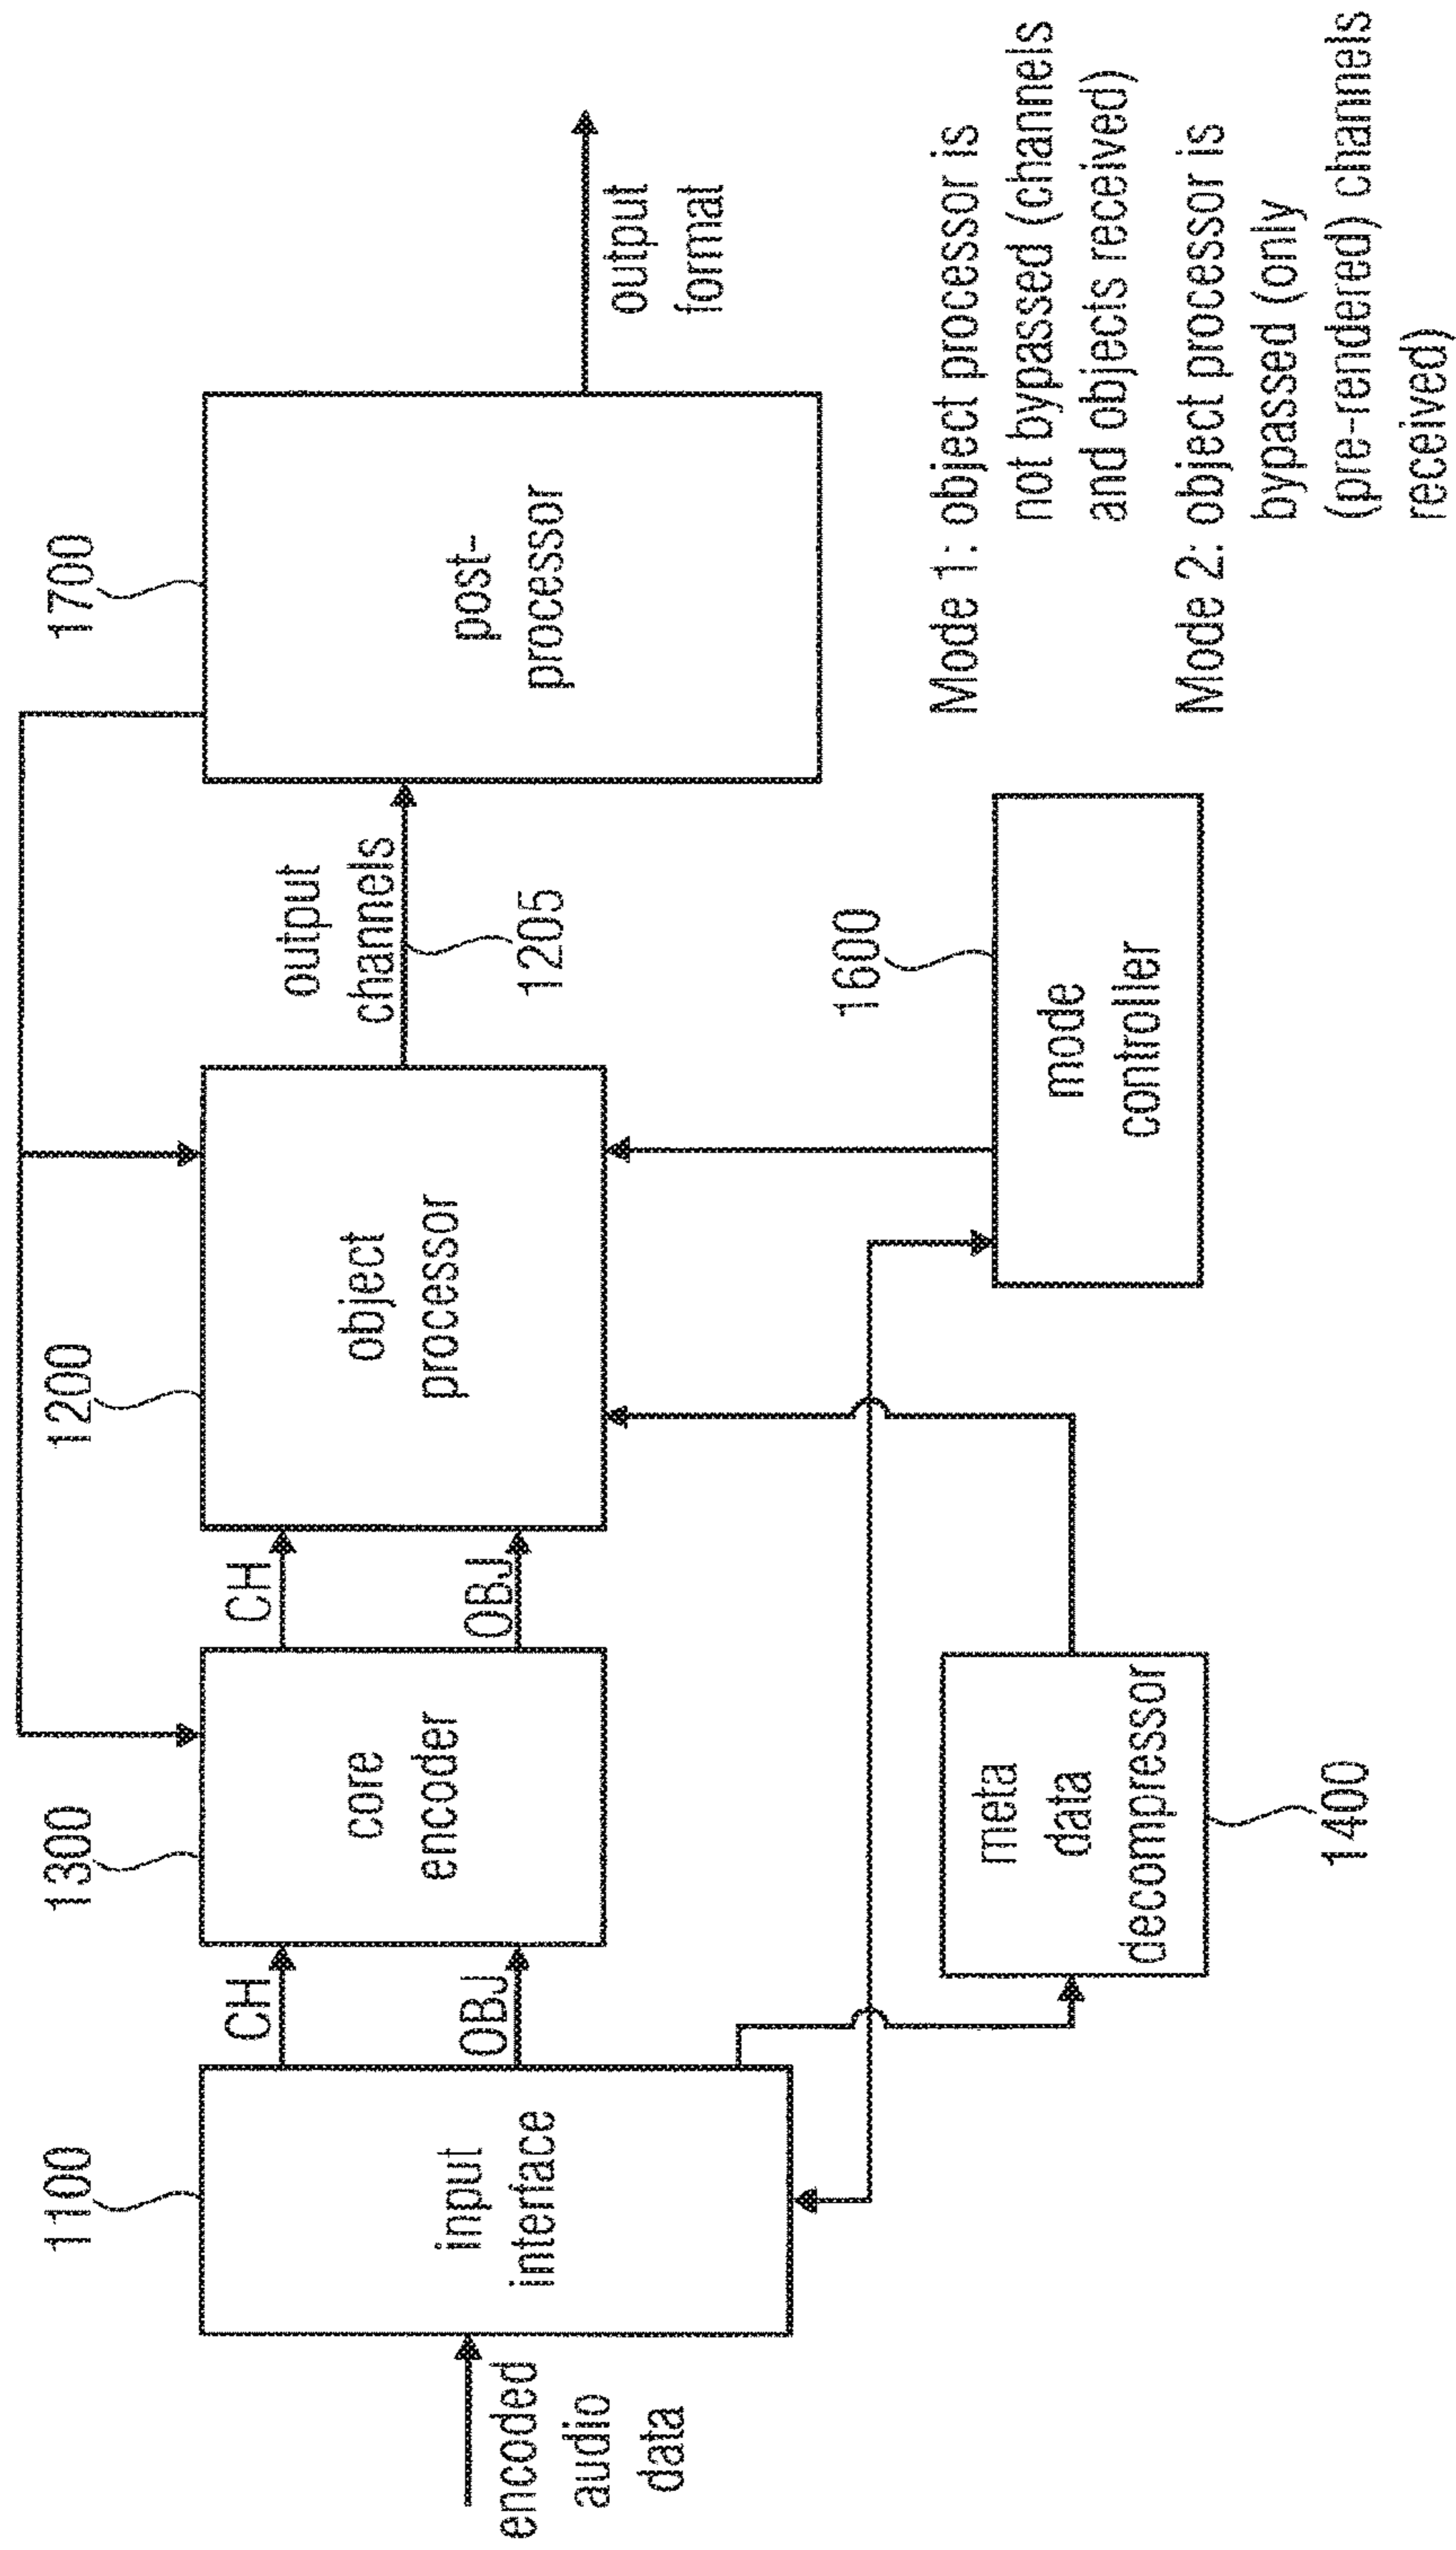 encoded
audio
data
1100
input
interface
CH
OBJ
1300
core
encoder
CH
OBJ
1200
object
processor
output
channels
1205
1700
post-
processor
output
format
meta
data
decompressor
1400
1600
mode
controller
Mode 1: object processor is
not bypassed (channels
and objects received)
Mode 2: object processor is
bypassed (only
(pre-rendered) channels
received)